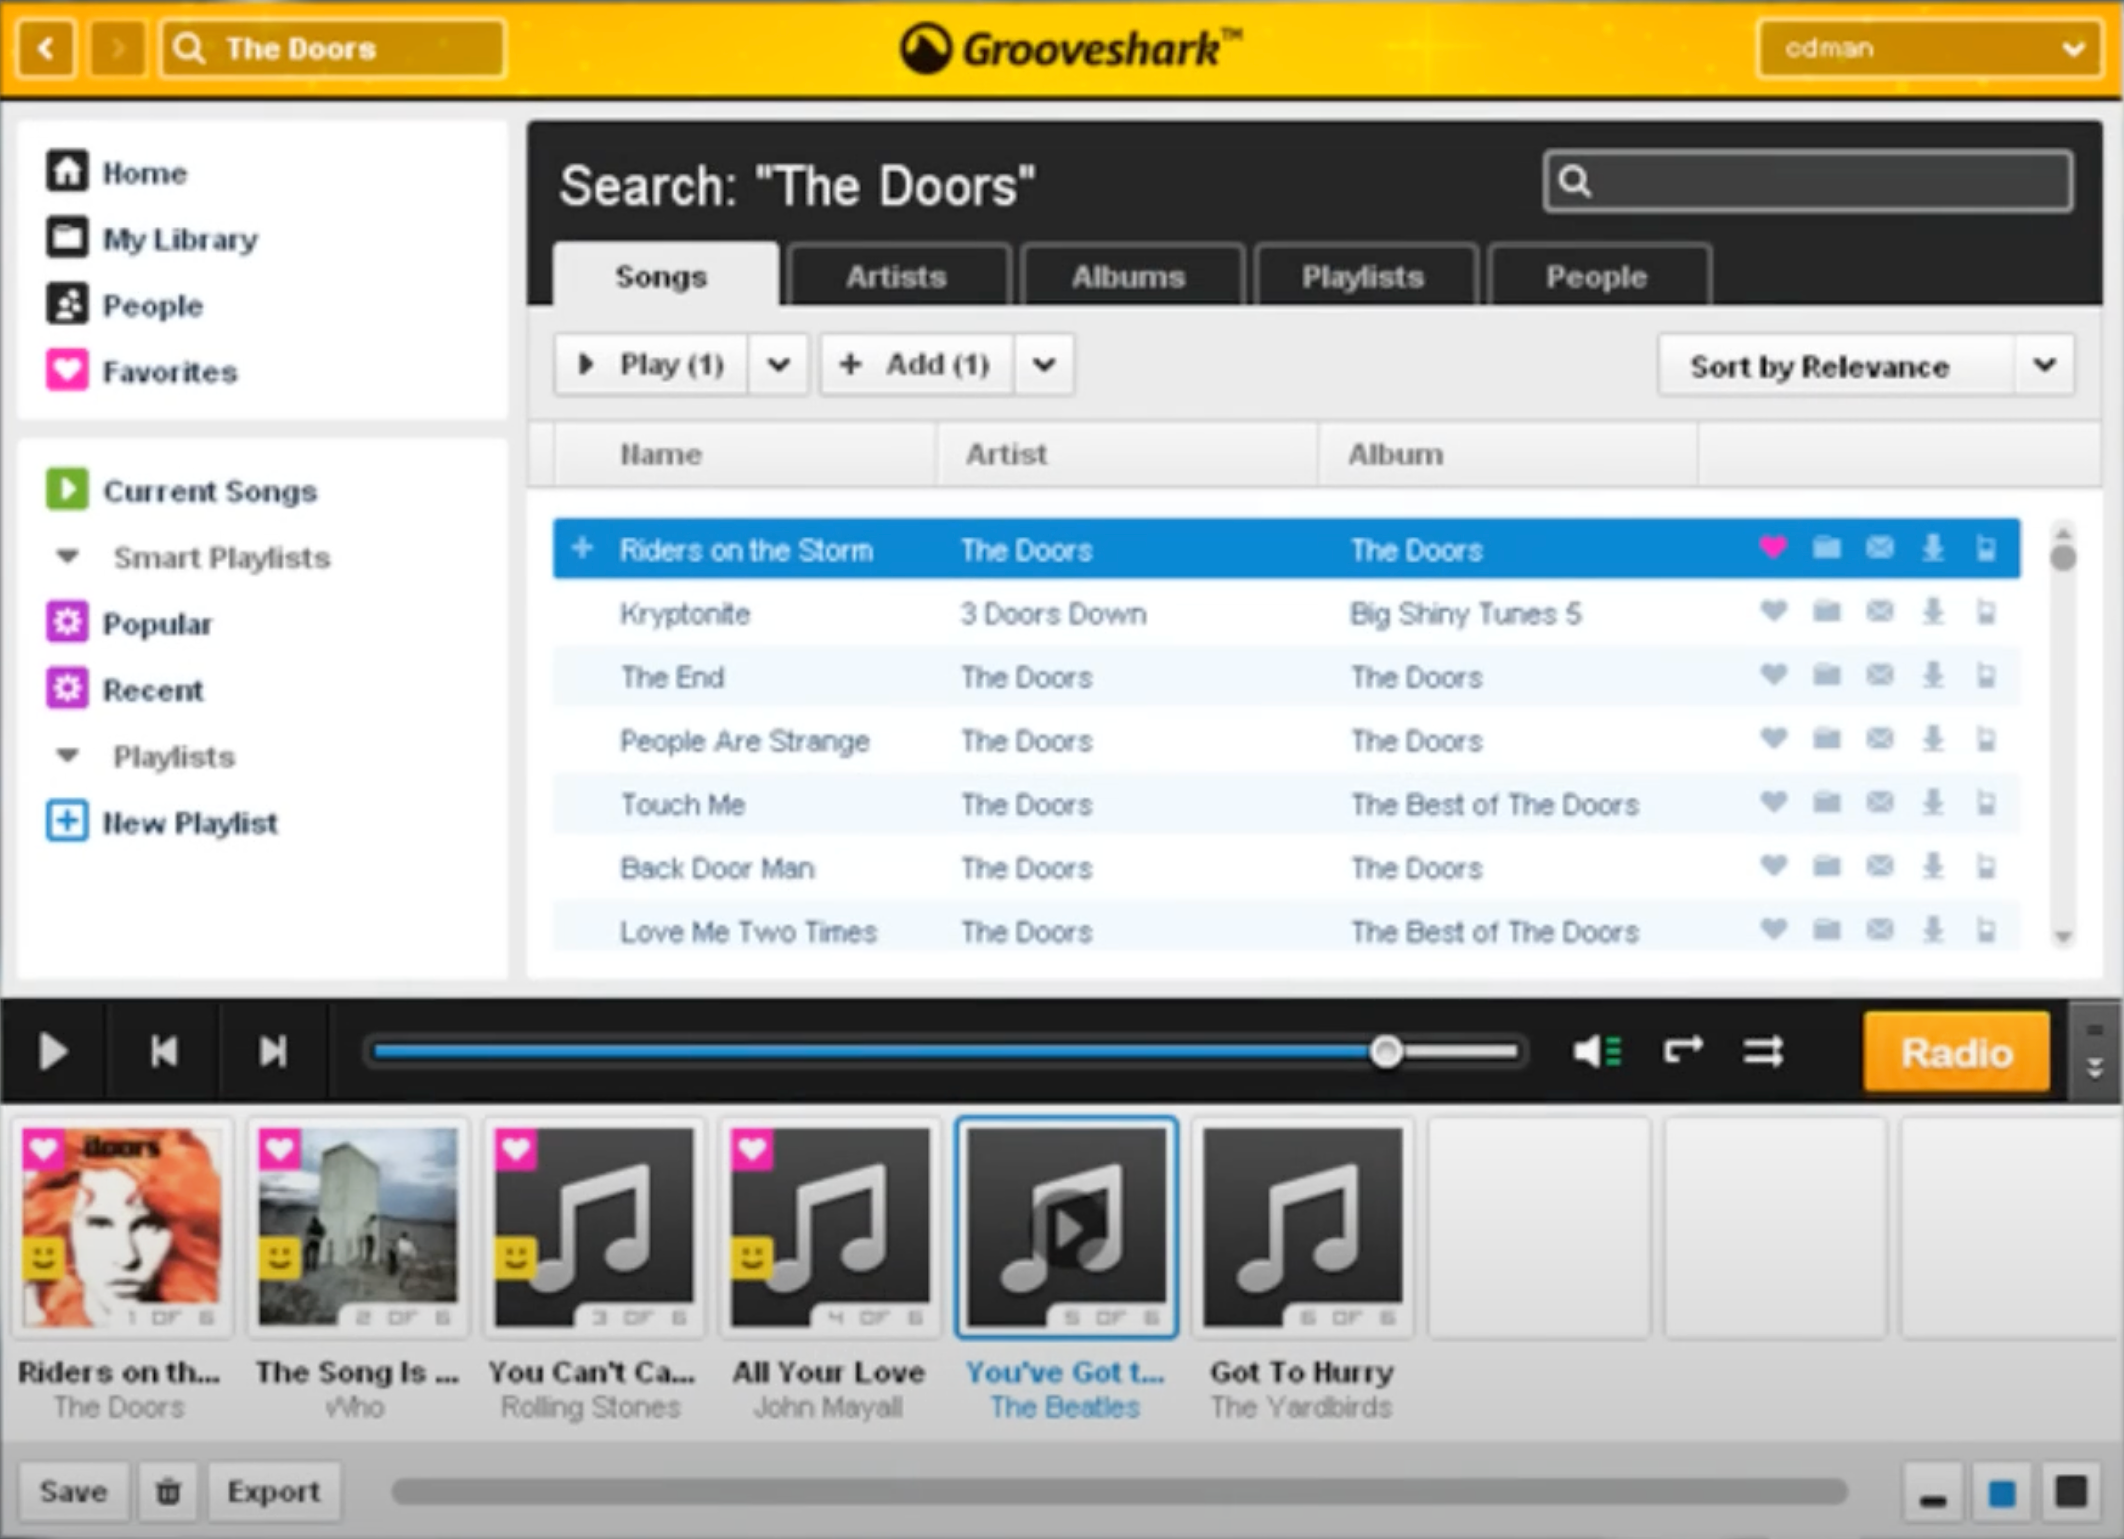 The Doors
Grooveshark™
cdman
Home
My Library
People
Favorites
Current Songs
Smart Playlists
Popular
Recent
Playlists
New Playlist
Search: "The Doors"
Songs Artists Albums Playlists People
Play (1) + Add (1) Sort by Relevance
Name Artist Album
+ Riders on the Storm The Doors The Doors
Kryptonite 3 Doors Down Big Shiny Tunes 5
The End The Doors The Doors
People Are Strange The Doors The Doors
Touch Me The Doors The Best of The Doors
Back Door Man The Doors The Doors
Love Me Two Times The Doors The Best of The Doors
Radio
doors
1 OF 6 2 OF 6 3 OF 6 4 OF 6 5 OF 6 6 OF 6
Riders on th... The Song Is ... You Can't Ca... All Your Love You've Got t... Got To Hurry
The Doors Who Rolling Stones John Mayall The Beatles The Yardbirds
Save Export